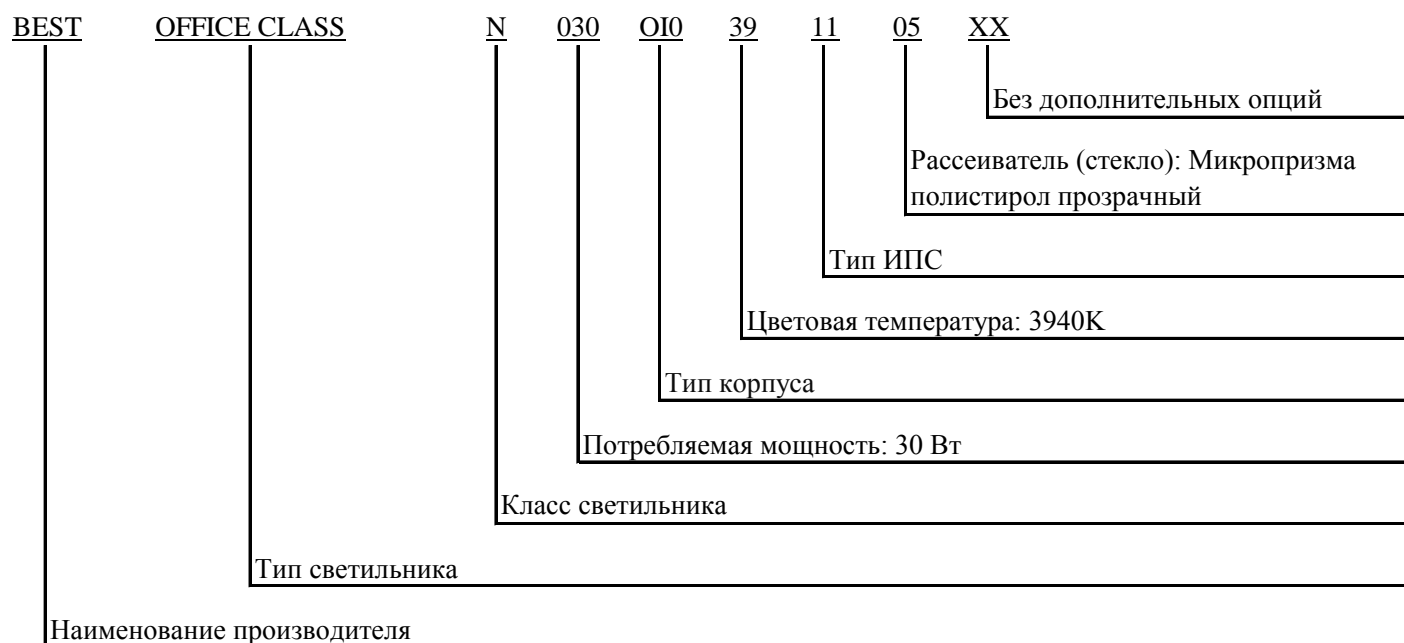 BEST OFFICE CLASS N 030 OI0 39 11 05 XX
Без дополнительных опций
Рассеиватель (стекло): Микропризма
полистирол прозрачный
Тип ИПС
Цветовая температура: 3940K
Тип корпуса
Потребляемая мощность: 30 Вт
Класс светильника
Тип светильника
Наименование производителя